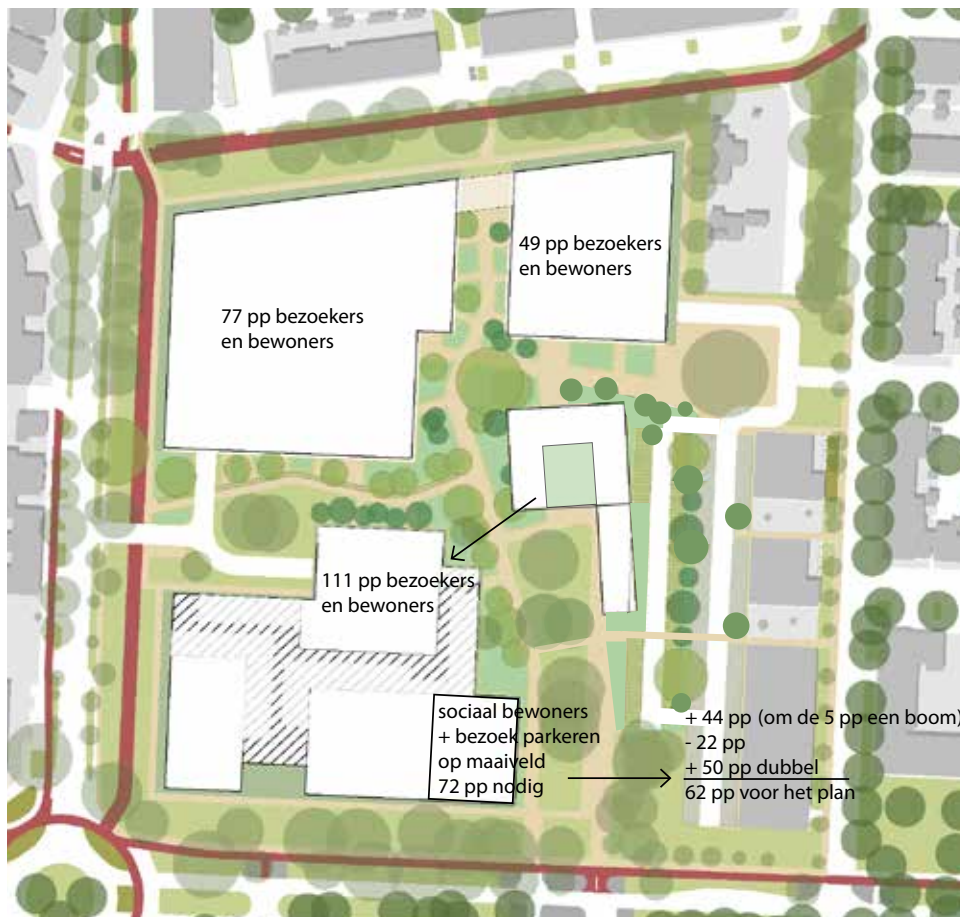 49 pp bezoekers
en bewoners
77 pp bezoekers
en bewoners
111 pp bezoekers
en bewoners
sociaal bewoners
+ bezoek parkeren
op maaiveld
72 pp nodig
+ 44 pp (om de 5 pp een boom)
- 22 pp
+ 50 pp dubbel
62 pp voor het plan